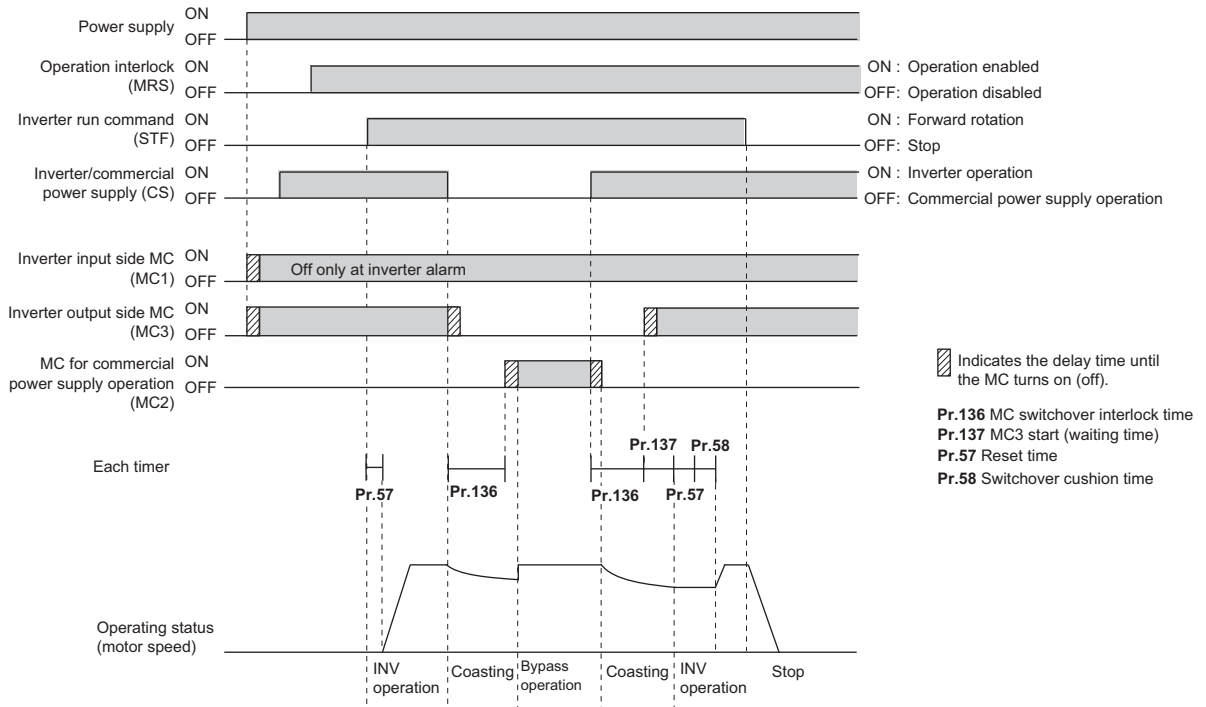 Power supply
ON
OFF
Operation interlock
(MRS)
ON
OFF
ON : Operation enabled
OFF: Operation disabled
Inverter run command
(STF)
ON
OFF
ON : Forward rotation
OFF: Stop
Inverter/commercial
power supply (CS)
ON
OFF
ON : Inverter operation
OFF: Commercial power supply operation
Inverter input side MC
(MC1)
ON
OFF
Off only at inverter alarm
Inverter output side MC
(MC3)
ON
OFF
MC for commercial
power supply operation
(MC2)
ON
OFF
Indicates the delay time until
the MC turns on (off).
Pr.136 MC switchover interlock time
Pr.137 MC3 start (waiting time)
Pr.57 Reset time
Pr.58 Switchover cushion time
Each timer
Pr.137 Pr.58
Pr.57
Pr.136
Pr.136
Pr.57
Operating status
(motor speed)
INV
operation
Coasting
Bypass
operation
Coasting
INV
operation
Stop